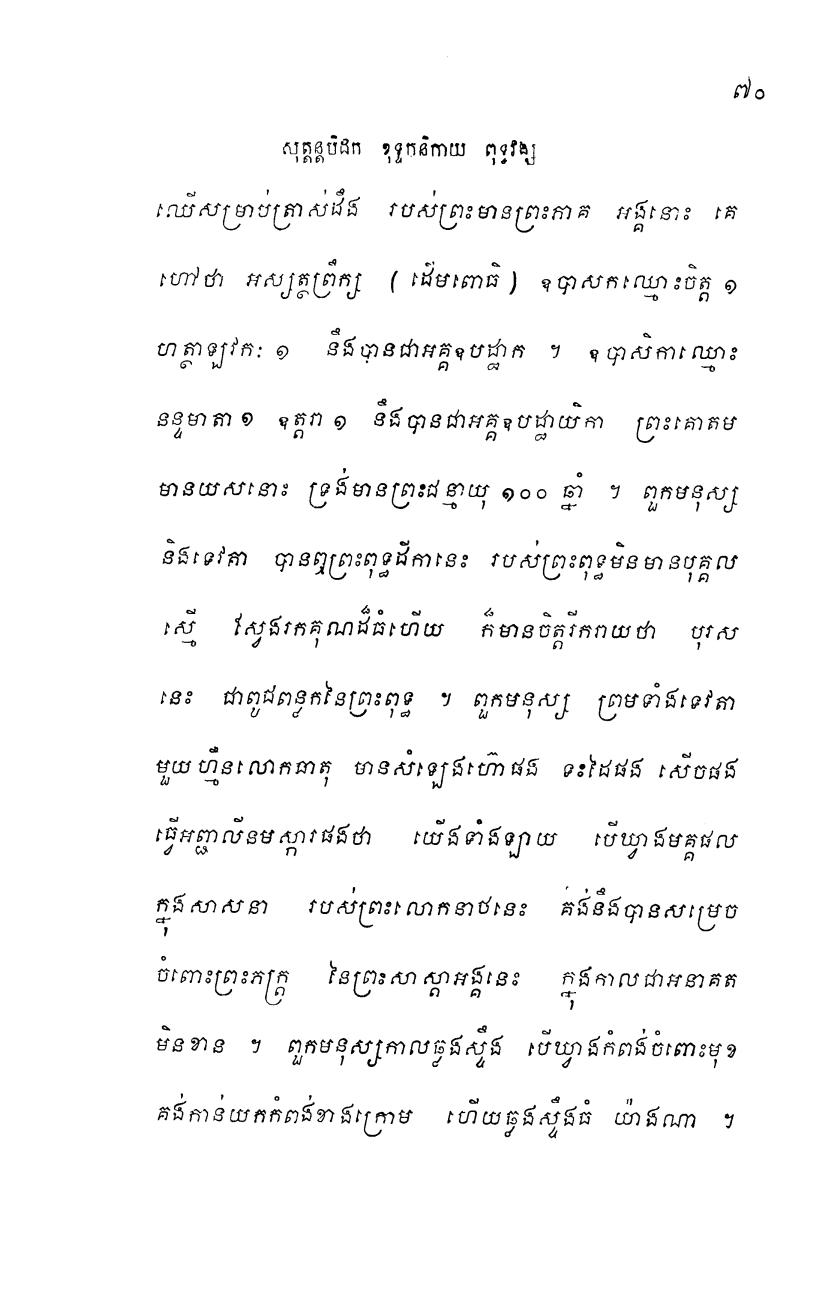 ៧០
សុត្តន្តបិដក ខុទ្ទកនិកាយ ពុទ្ធវង្ស
ឈើសម្រាប់ត្រាស់ដឹង របស់ព្រះមានព្រះភាគ អង្គនោះ គេ
ហៅថា អស្សត្ថព្រឹក្ស ( ដើមពោធិ ) ឧបាសកឈ្មោះចិត្ត ១
ហត្ថាឡវកៈ ១ នឹងបានជាអគ្គឧបដ្ឋាក ។ ឧបាសិកាឈ្មោះ
នន្ទមាតា ១ ឧត្តរា ១ នឹងបានជាអគ្គឧបដ្ឋាយិកា ព្រះគោតម
មានយសនោះ ទ្រង់មានព្រះជន្មាយុ ១០០ ឆ្នាំ ។ ពួកមនុស្ស
និងទេវតា បានឮព្រះពុទ្ធដីកានេះ របស់ព្រះពុទ្ធមិនមានបុគ្គល
ស្មើ ស្វែងរកគុណដ៏ធំហើយ ក៏មានចិត្តរីករាយថា បុរស
នេះ ជាពូជពន្លកនៃព្រះពុទ្ធ ។ ពួកមនុស្ស ព្រមទាំងទេវតា
មួយហ្មឺនលោកធាតុ មានសំឡេងហ៊ោផង ទះដៃផង សើចផង
ធ្វើអញ្ជាលីនមស្ការផងថា យើងទាំងឡាយ បើឃ្វាងមគ្គផល
ក្នុងសាសនា របស់ព្រះលោកនាថនេះ គង់នឹងបានសម្រេច
ចំពោះព្រះភក្ត្រ នៃព្រះសាស្តាអង្គនេះ ក្នុងកាលជាអនាគត
មិនខាន ។ ពួកមនុស្សកាលឆ្លងស្ទឹង បើឃ្វាងកំពង់ចំពោះមុខ
គង់កាន់យកកំពង់ខាងក្រោម ហើយឆ្លងស្ទឹងធំ យ៉ាងណា ។